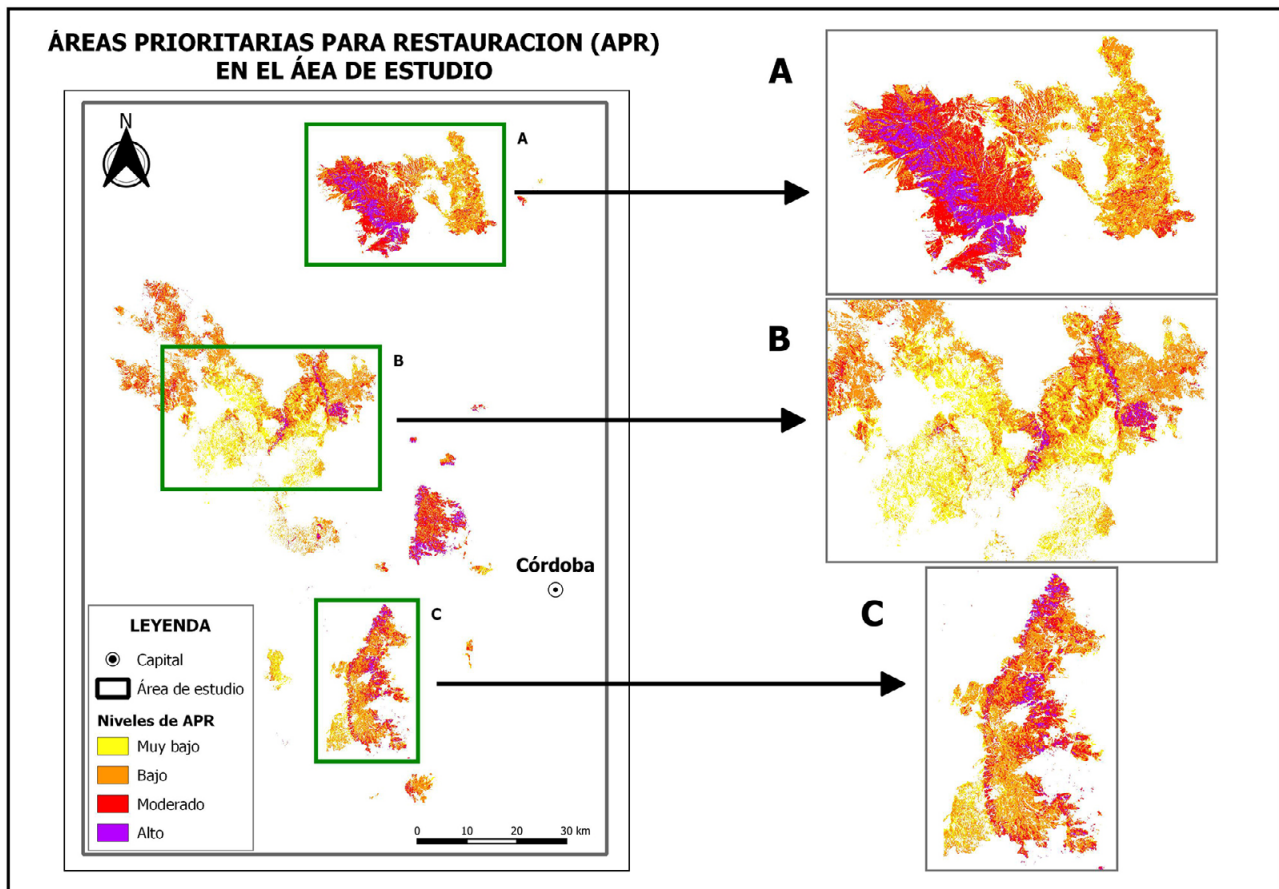 ÁREAS PRIORITARIAS PARA RESTAURACION (APR)
EN EL ÁEA DE ESTUDIO
N
A
B
C
Córdoba
LEYENDA
Capital
Área de estudio
Niveles de APR
Muy bajo
Bajo
Moderado
Alto
0 10 20 30 km
A
B
C